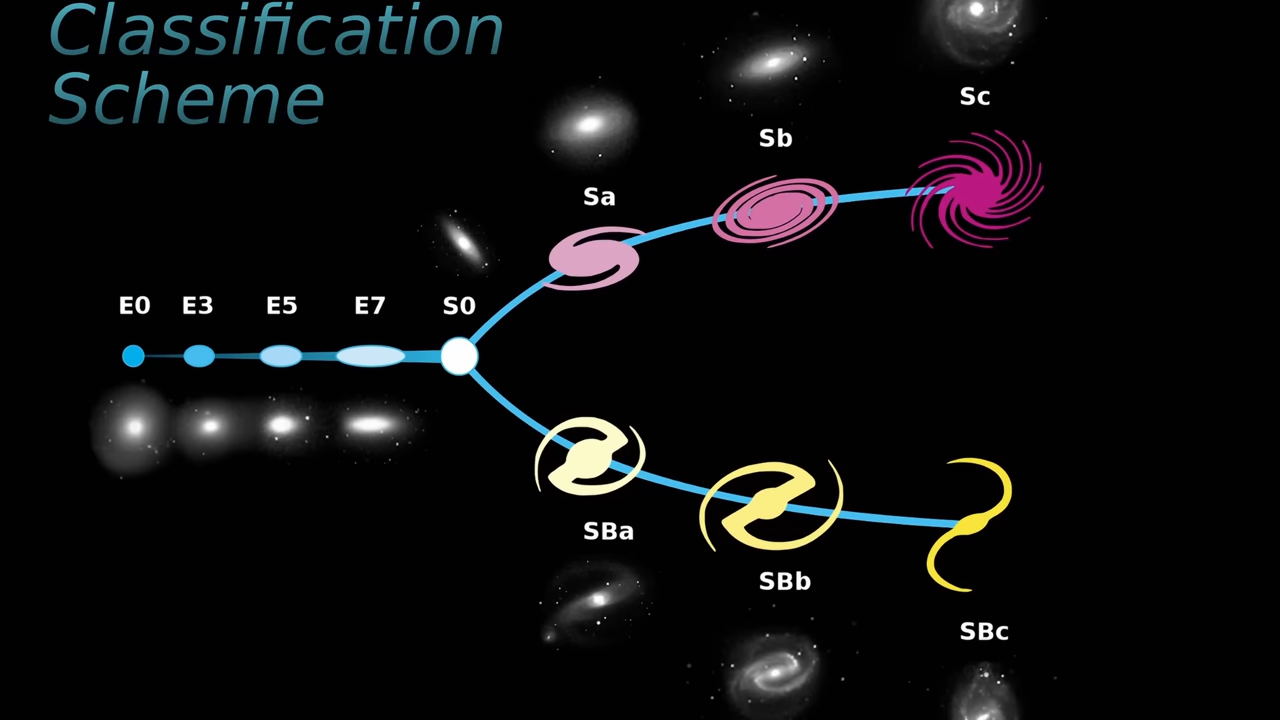 Classification
Scheme
Sc
Sb
Sa
E0 E3 E5 E7 S0
SBa
SBb
SBc